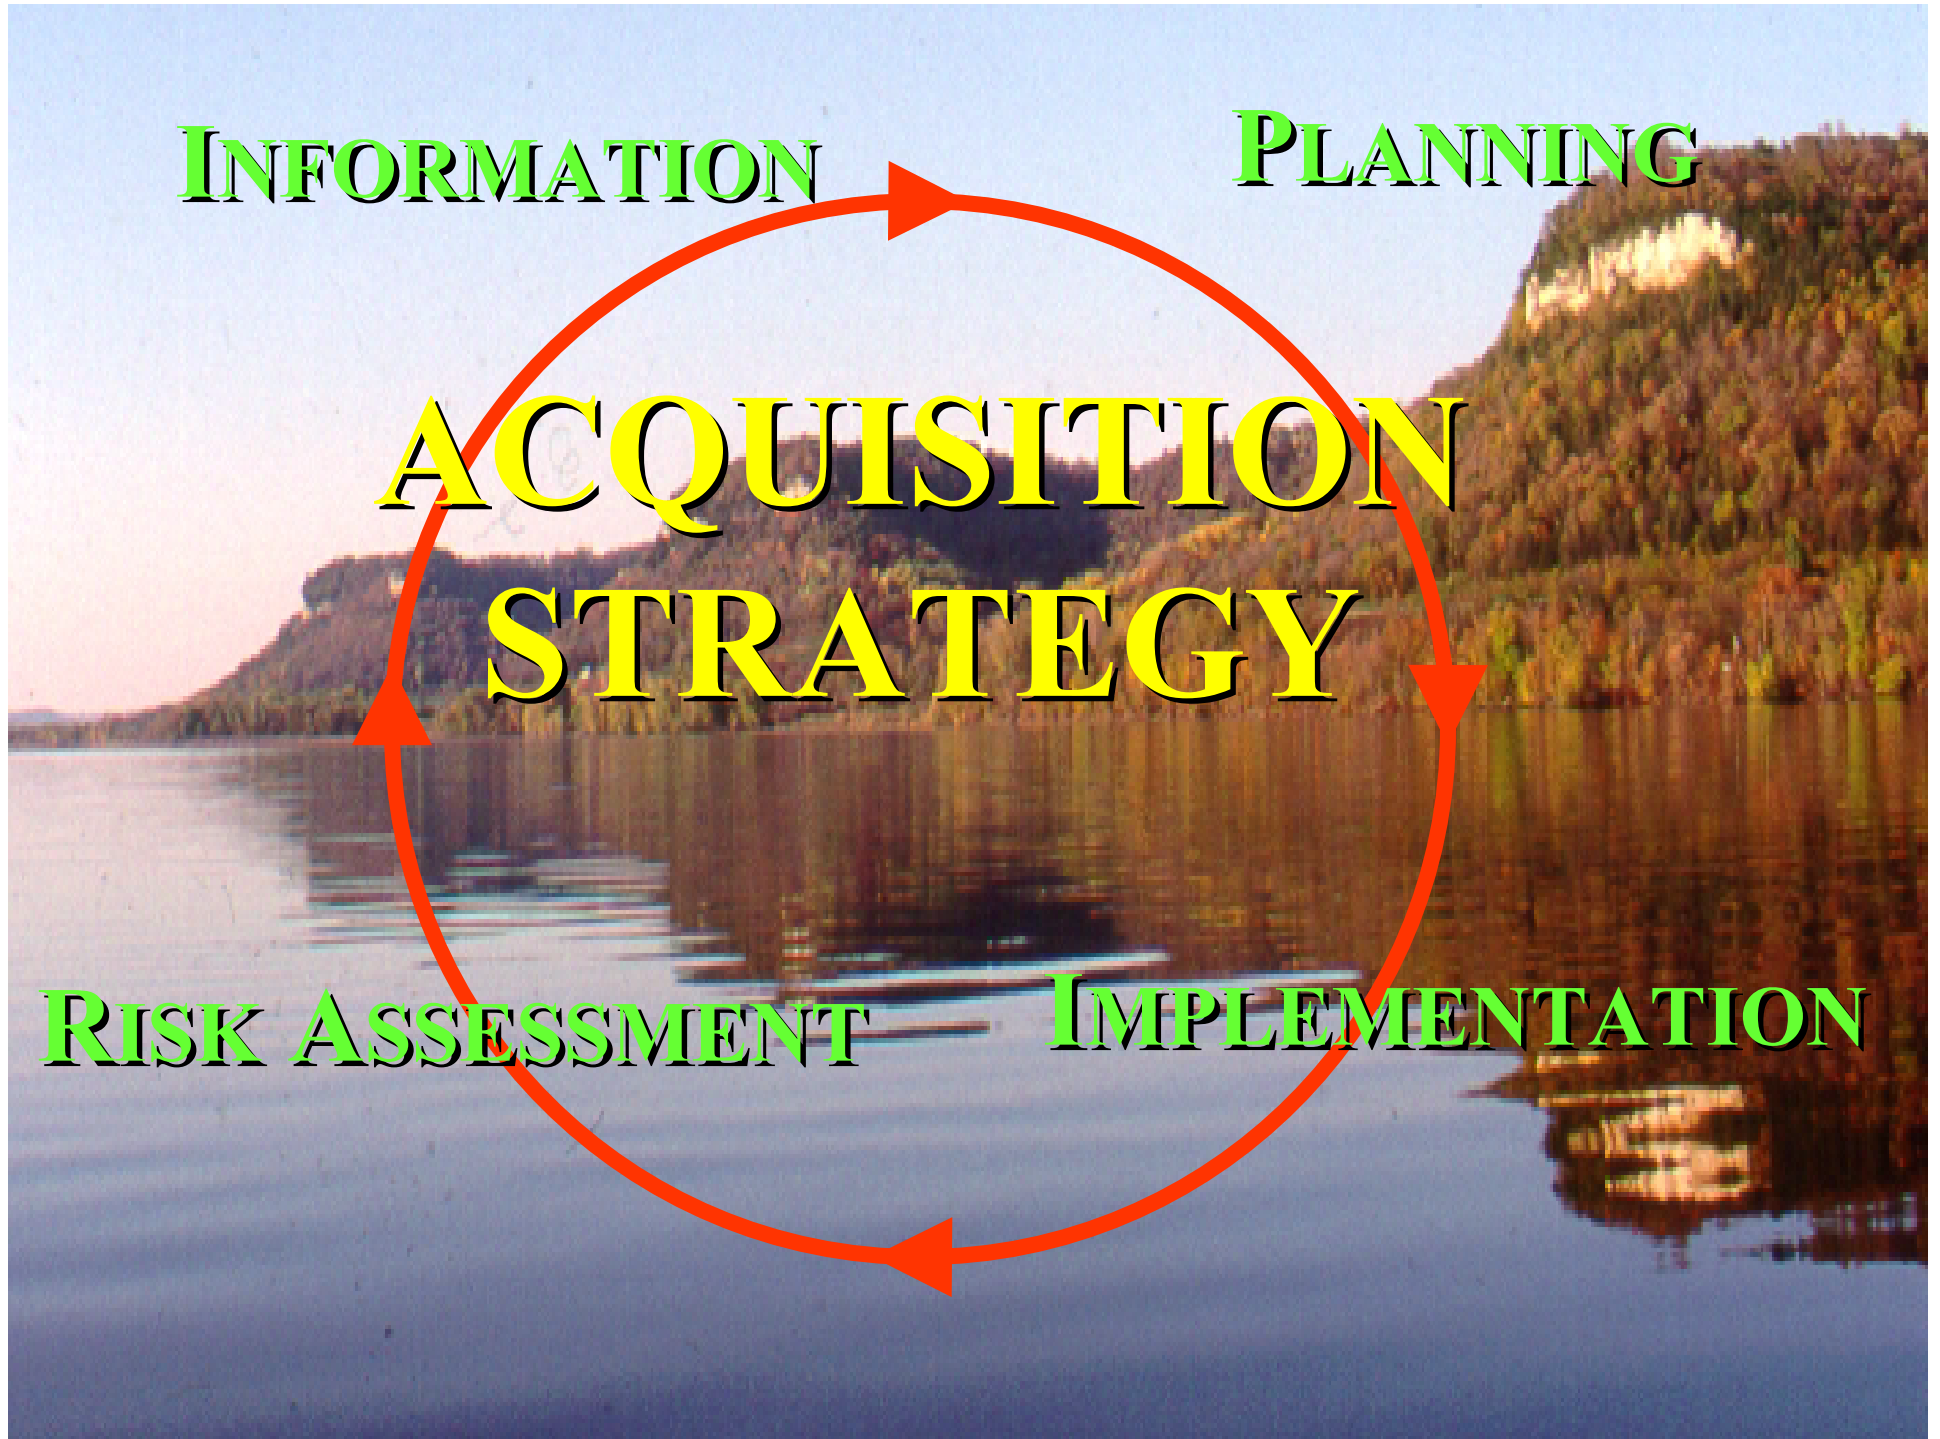 INFORMATION
PLANNING
ACQUISITION
STRATEGY
RISK ASSESSMENT
IMPLEMENTATION